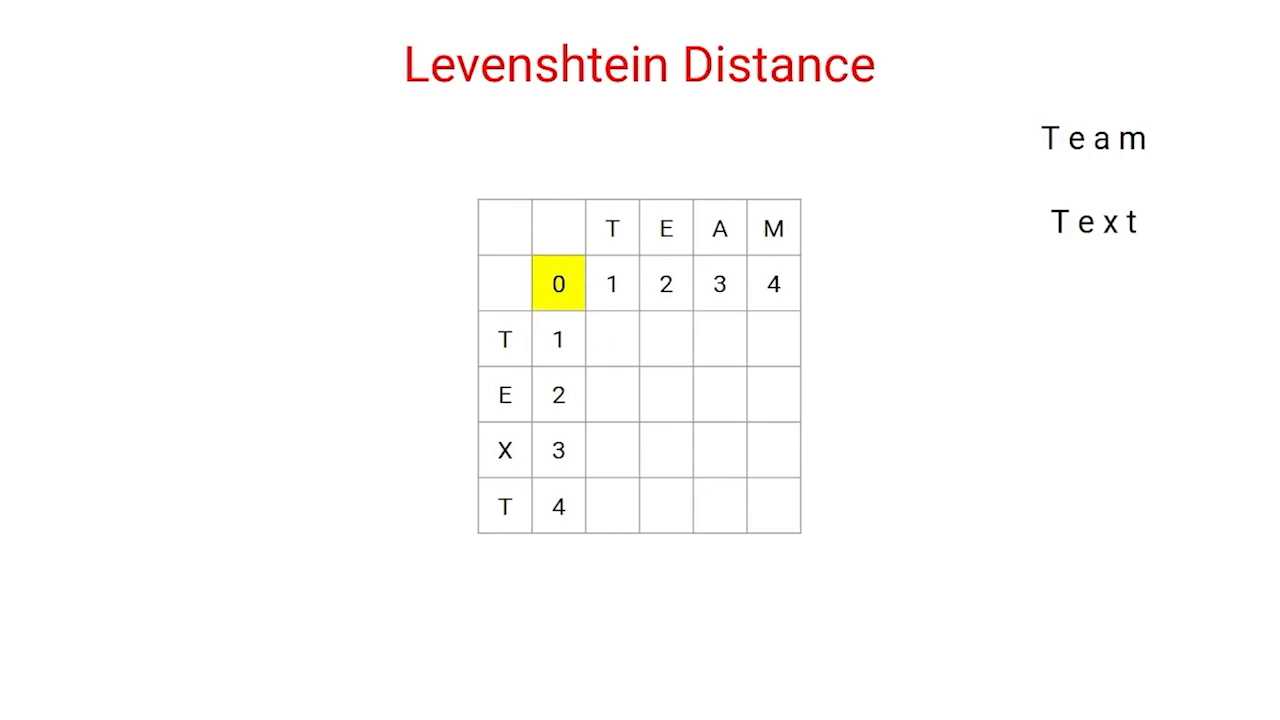 Levenshtein Distance
Team
Text
T E A M
0 1 2 3 4
T 1
E 2
X 3
T 4